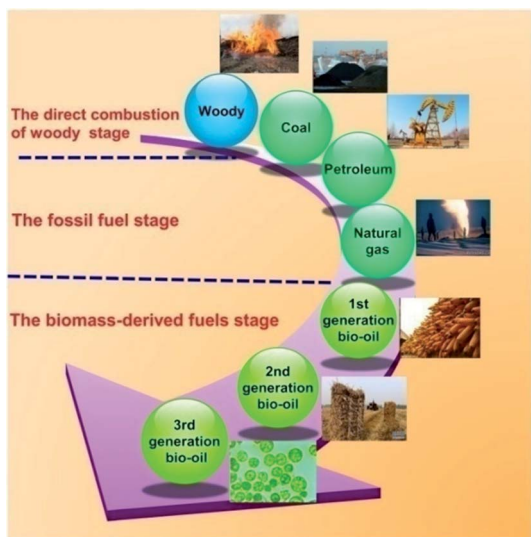 Woody
The direct combustion
of woody stage
Coal
Petroleum
The fossil fuel stage
Natural
gas
The biomass-derived fuels stage
1st
generation
bio-oil
2nd
generation
bio-oil
3rd
generation
bio-oil